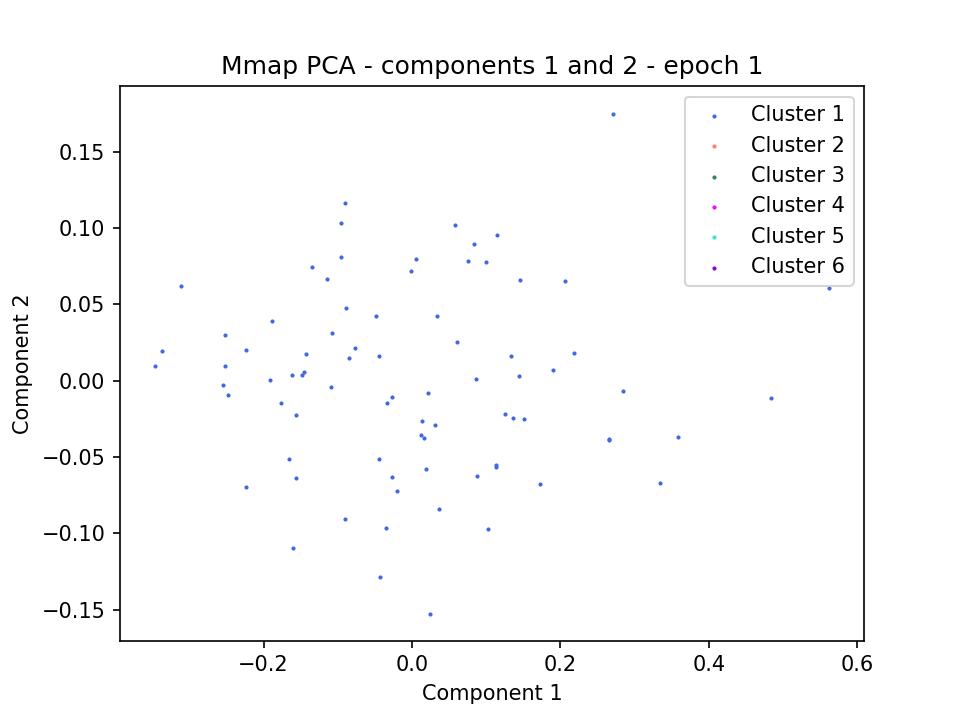 Mmap PCA - components 1 and 2 - epoch 1
Cluster 1
Cluster 2
Cluster 3
Cluster 4
Cluster 5
Cluster 6
0.15
0.10
0.05
0.00
−0.05
−0.10
−0.15
Component 2
−0.2
0.0
0.2
0.4
0.6
Component 1